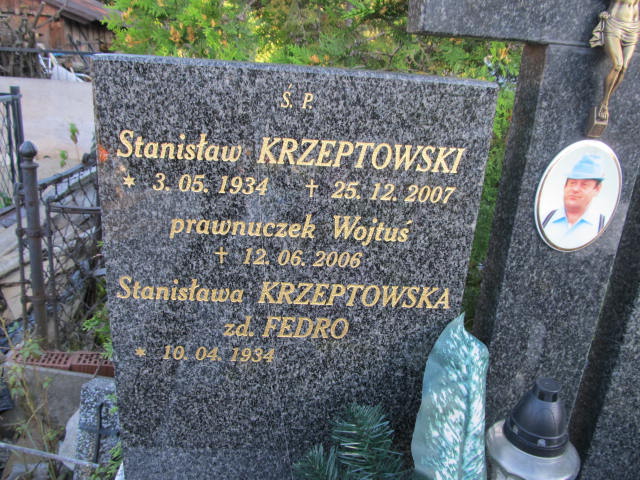 Ś. P
Stanisław KRZEPTOWSKI
* 3.05.1934 + 25.12.2007
prawnuczek Wojtuś
+ 12.06.2006
Stanisława KRZEPTOWSKA
zd. FEDRO
* 10.04.1934